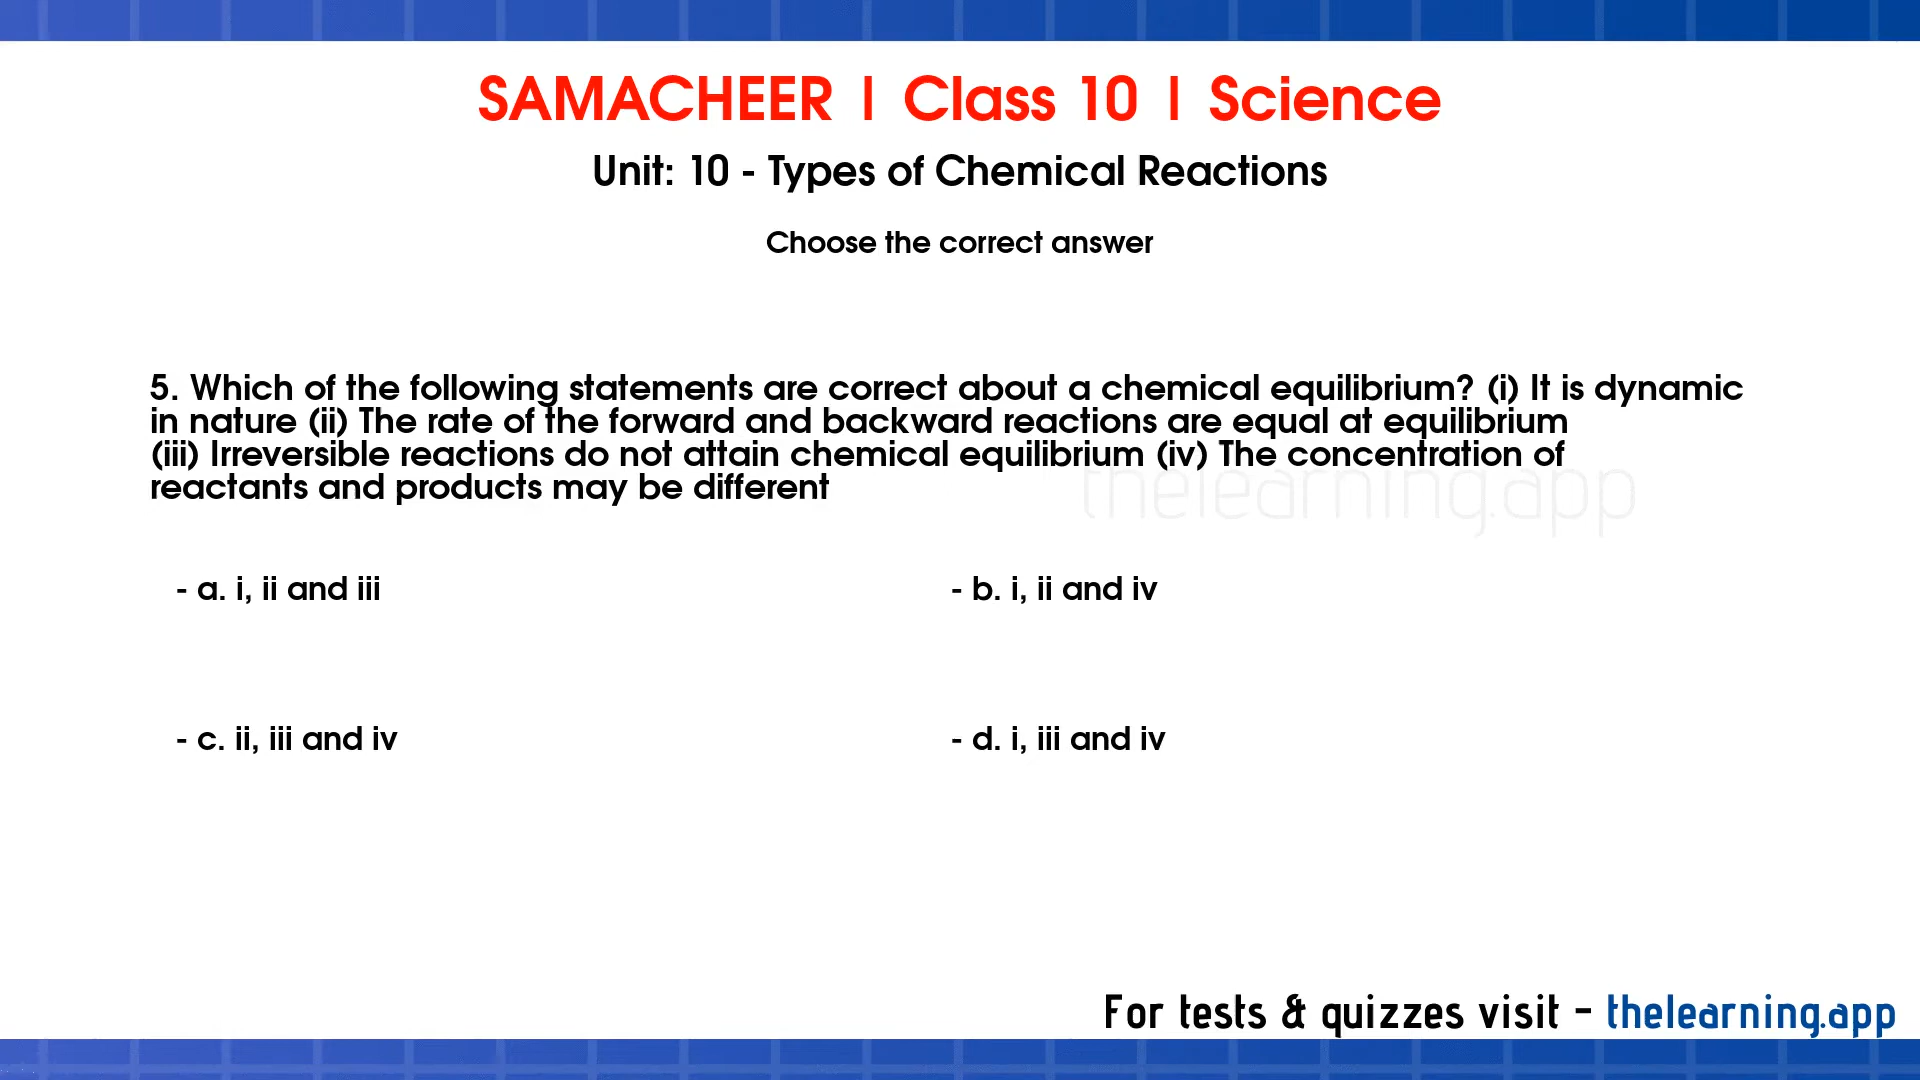 SAMACHEER | Class 10 | Science
Unit: 10 - Types of Chemical Reactions
Choose the correct answer
5. Which of the following statements are correct about a chemical equilibrium? (i) It is dynamic
in nature (ii) The rate of the forward and backward reactions are equal at equilibrium
(iii) Irreversible reactions do not attain chemical equilibrium (iv) The concentration of
reactants and products may be different
thelearning.app
- a. i, ii and iii
- b. i, ii and iv
- c. ii, iii and iv
- d. i, iii and iv
For tests & quizzes visit - thelearning.app